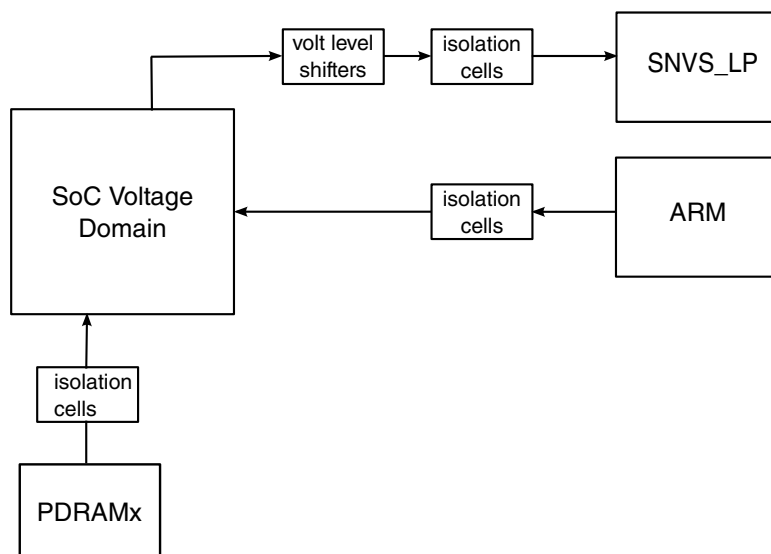 volt level
shifters
isolation
cells
SNVS_LP
SoC Voltage
Domain
isolation
cells
ARM
isolation
cells
PDRAMx